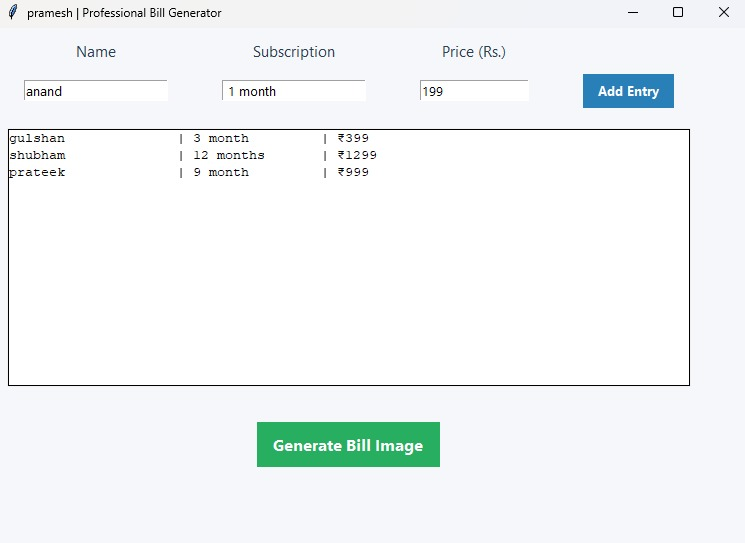 pramesh | Professional Bill Generator
Name Subscription Price (Rs.)
anand 1 month 199 Add Entry
gulshan | 3 month | ₹399
shubham | 12 months | ₹1299
prateek | 9 month | ₹999
Generate Bill Image